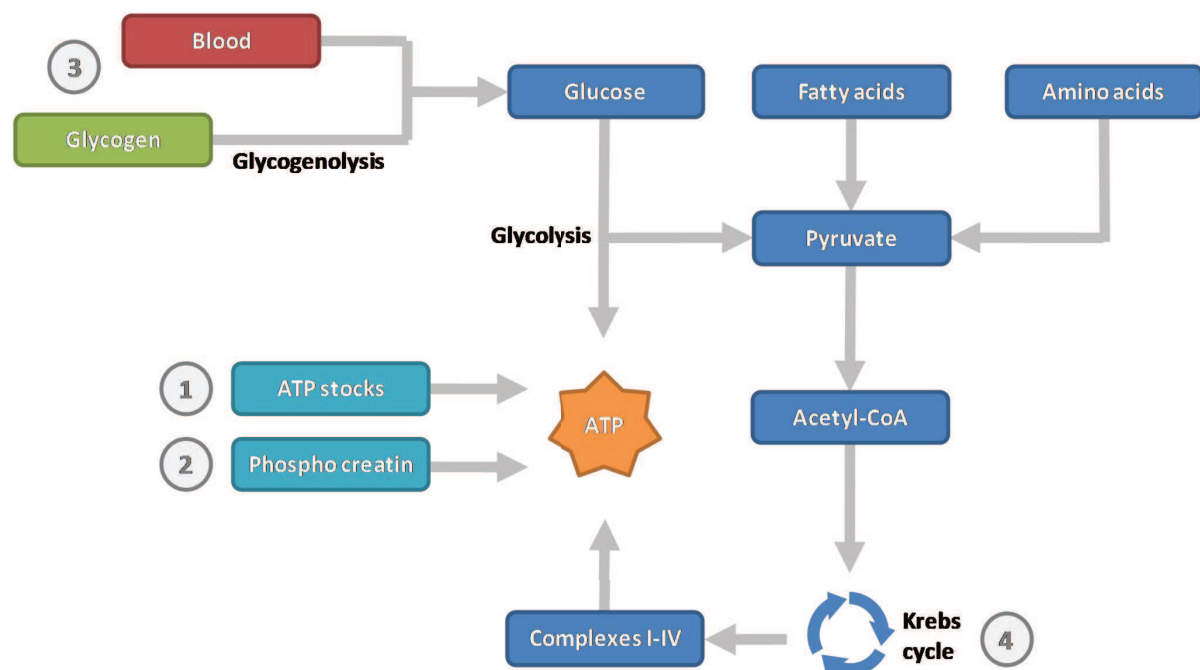 Blood
3
Glycogen
Glycogenolysis
Glucose
Fatty acids
Amino acids
Glycolysis
Pyruvate
1
ATP stocks
ATP
Acetyl-CoA
2
Phospho creatin
Complexes I-IV
Krebs
cycle
4